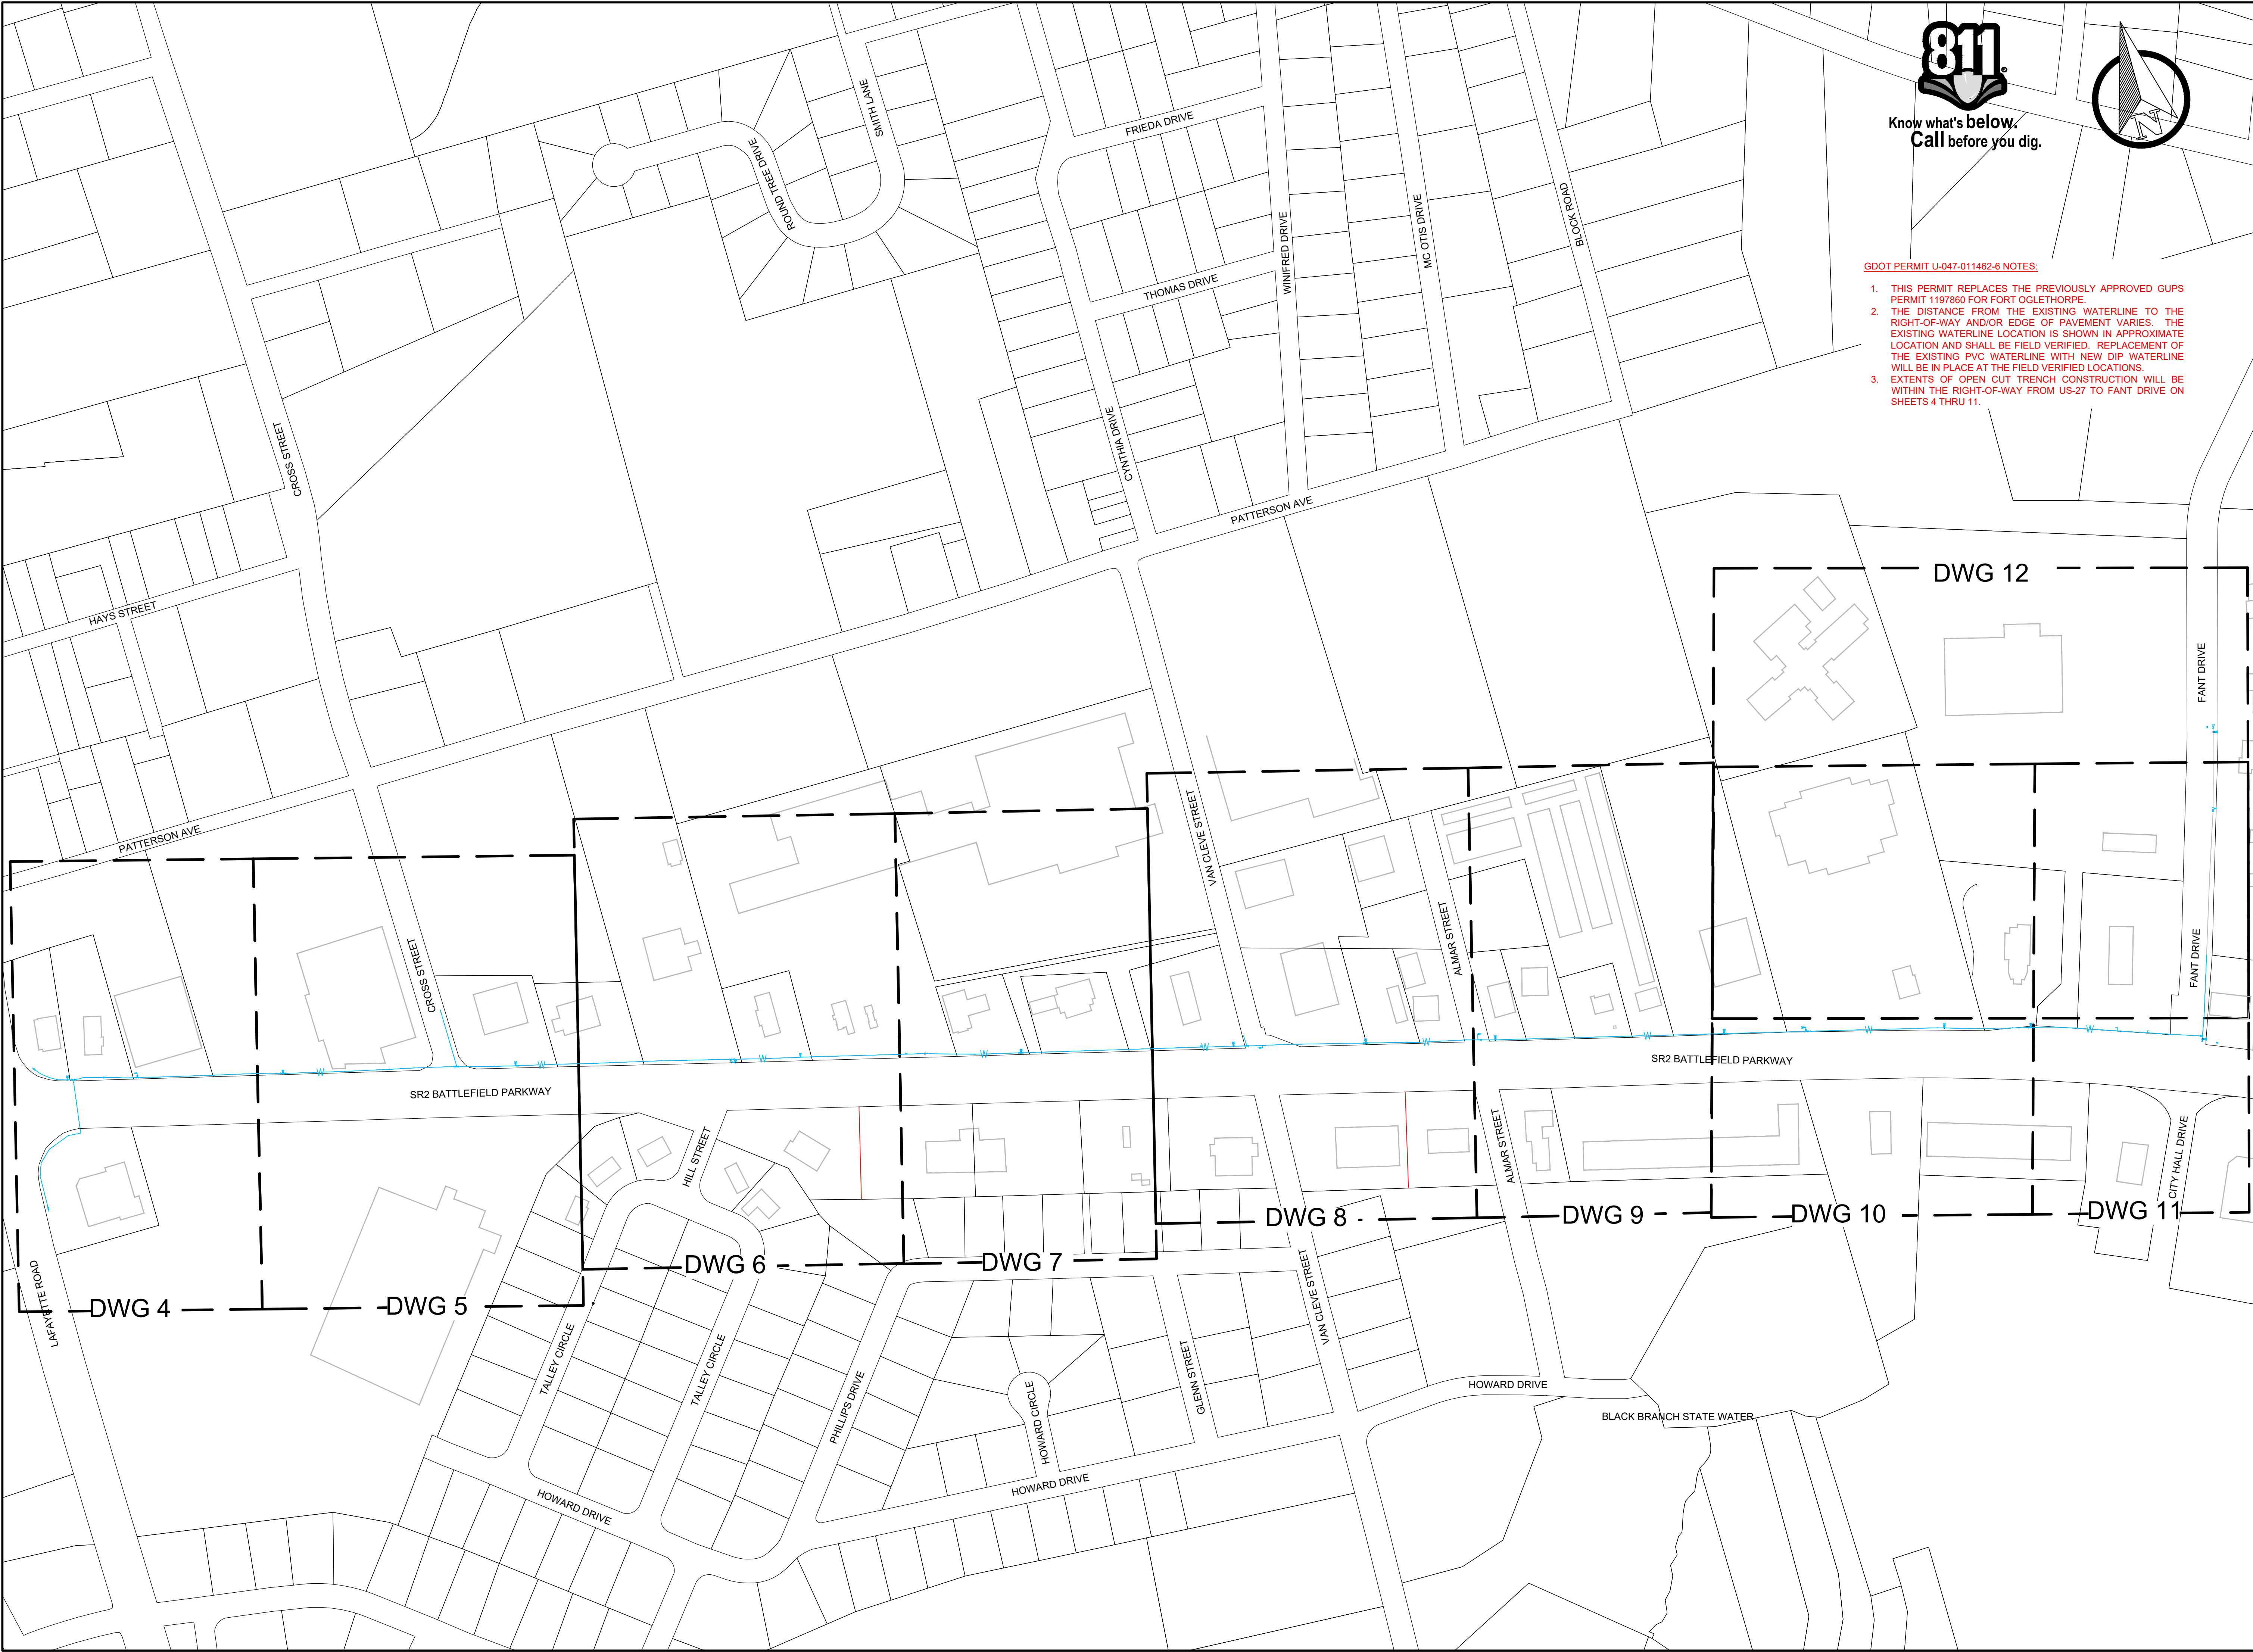 811
Know what's below.
Call before you dig.
N
GDOT PERMIT U-047-011462-6 NOTES:
1. THIS PERMIT REPLACES THE PREVIOUSLY APPROVED GUPS
PERMIT 1197860 FOR FORT OGLETHORPE.
2. THE DISTANCE FROM THE EXISTING WATERLINE TO THE
RIGHT-OF-WAY AND/OR EDGE OF PAVEMENT VARIES. THE
EXISTING WATERLINE LOCATION IS SHOWN IN APPROXIMATE
LOCATION AND SHALL BE FIELD VERIFIED. REPLACEMENT OF
THE EXISTING PVC WATERLINE WITH NEW DIP WATERLINE
WILL BE IN PLACE AT THE FIELD VERIFIED LOCATIONS.
3. EXTENTS OF OPEN CUT TRENCH CONSTRUCTION WILL BE
WITHIN THE RIGHT-OF-WAY FROM US-27 TO FANT DRIVE ON
SHEETS 4 THRU 11.
SMITH LANE
FRIEDA DRIVE
ROUND TREE DRIVE
WINIFRED DRIVE
MC OTIS DRIVE
BLOCK ROAD
THOMAS DRIVE
CROSS STREET
CYNTHIA DRIVE
PATTERSON AVE
HAYS STREET
DWG 12
FANT DRIVE
PATTERSON AVE
VAN CLEVE STREET
CROSS STREET
ALMAR STREET
FANT DRIVE
W
W
W
W
W
W
W
W
W
SR2 BATTLEFIELD PARKWAY
SR2 BATTLEFIELD PARKWAY
HILL STREET
ALMAR STREET
CITY HALL DRIVE
DWG 4
DWG 5
DWG 6
DWG 7
DWG 8
DWG 9
DWG 10
DWG 11
LAFAYETTE ROAD
TALLEY CIRCLE
TALLEY CIRCLE
PHILLIPS DRIVE
HOWARD CIRCLE
GLENN STREET
VAN CLEVE STREET
HOWARD DRIVE
BLACK BRANCH STATE WATER
HOWARD DRIVE
HOWARD DRIVE